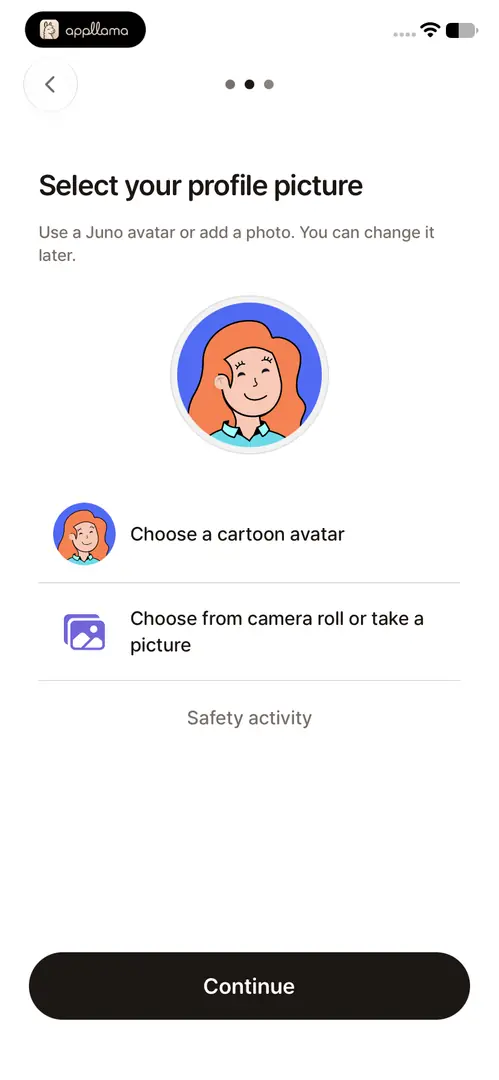 appllama
Select your profile picture
Use a Juno avatar or add a photo. You can change it
later.
Choose a cartoon avatar
Choose from camera roll or take a
picture
Safety activity
Continue